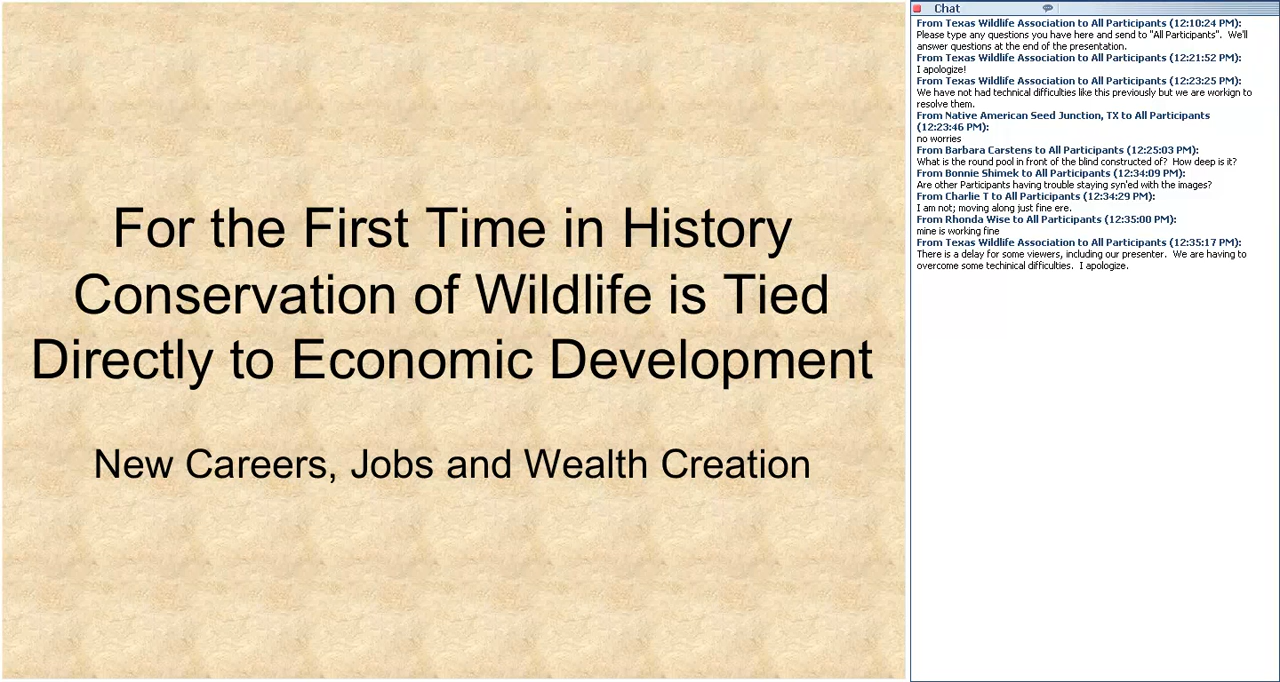 For the First Time in History
Conservation of Wildlife is Tied
Directly to Economic Development
New Careers, Jobs and Wealth Creation
Chat
From Texas Wildlife Association to All Participants (12:10:24 PM):
Please type any questions you have here and send to "All Participants". We'll
answer questions at the end of the presentation.
From Texas Wildlife Association to All Participants (12:21:52 PM):
I apologize!
From Texas Wildlife Association to All Participants (12:23:25 PM):
We have not had technical difficulties like this previously but we are workign to
resolve them.
From Native American Seed Junction, TX to All Participants
(12:23:46 PM):
no worries
From Barbara Carstens to All Participants (12:25:03 PM):
What is the round pool in front of the blind constructed of? How deep is it?
From Bonnie Shimek to All Participants (12:34:09 PM):
Are other Participants having trouble staying syn'ed with the images?
From Charlie T to All Participants (12:34:29 PM):
I am not; moving along just fine ere.
From Rhonda Wise to All Participants (12:35:00 PM):
mine is working fine
From Texas Wildlife Association to All Participants (12:35:17 PM):
There is a delay for some viewers, including our presenter. We are having to
overcome some techinical difficulties. I apologize.